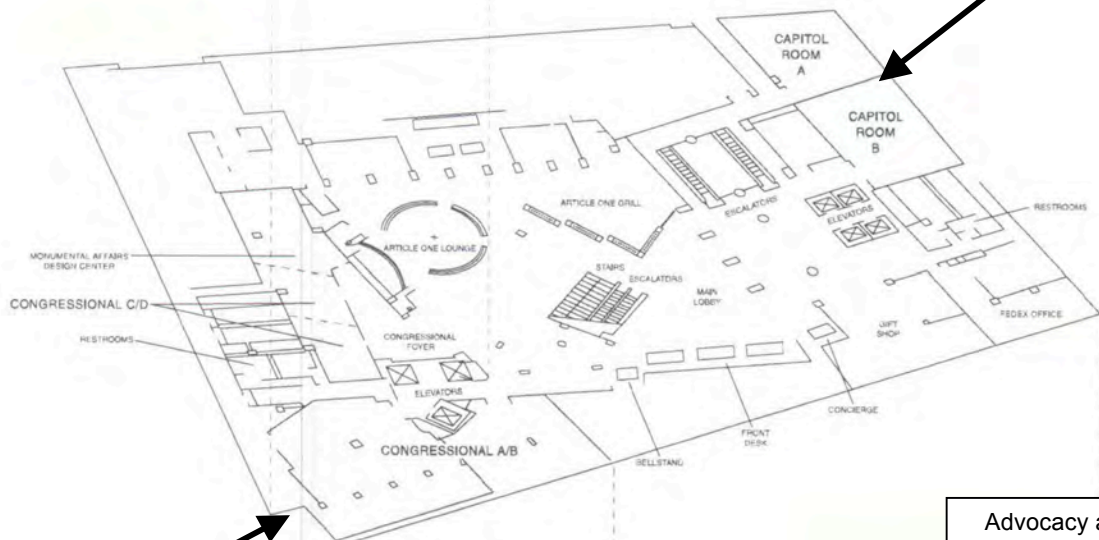 CAPITOL
ROOM
A
CAPITOL
ROOM
B
ESCALATORS
ELEVATORS
RESTROOMS
ARTICLE ONE GRILL
ARTICLE ONE LOUNGE
MONUMENTAL AFFAIRS
DESIGN CENTER
STAIRS
ESCALATORS
MAIN
LOBBY
CONGRESSIONAL C/D
GIFT
SHOP
FEDEX OFFICE
RESTROOMS
CONGRESSIONAL
FOYER
ELEVATORS
CONCIERGE
FRONT
DESK
CONGRESSIONAL A/B
BELLSTAND
Advocacy a